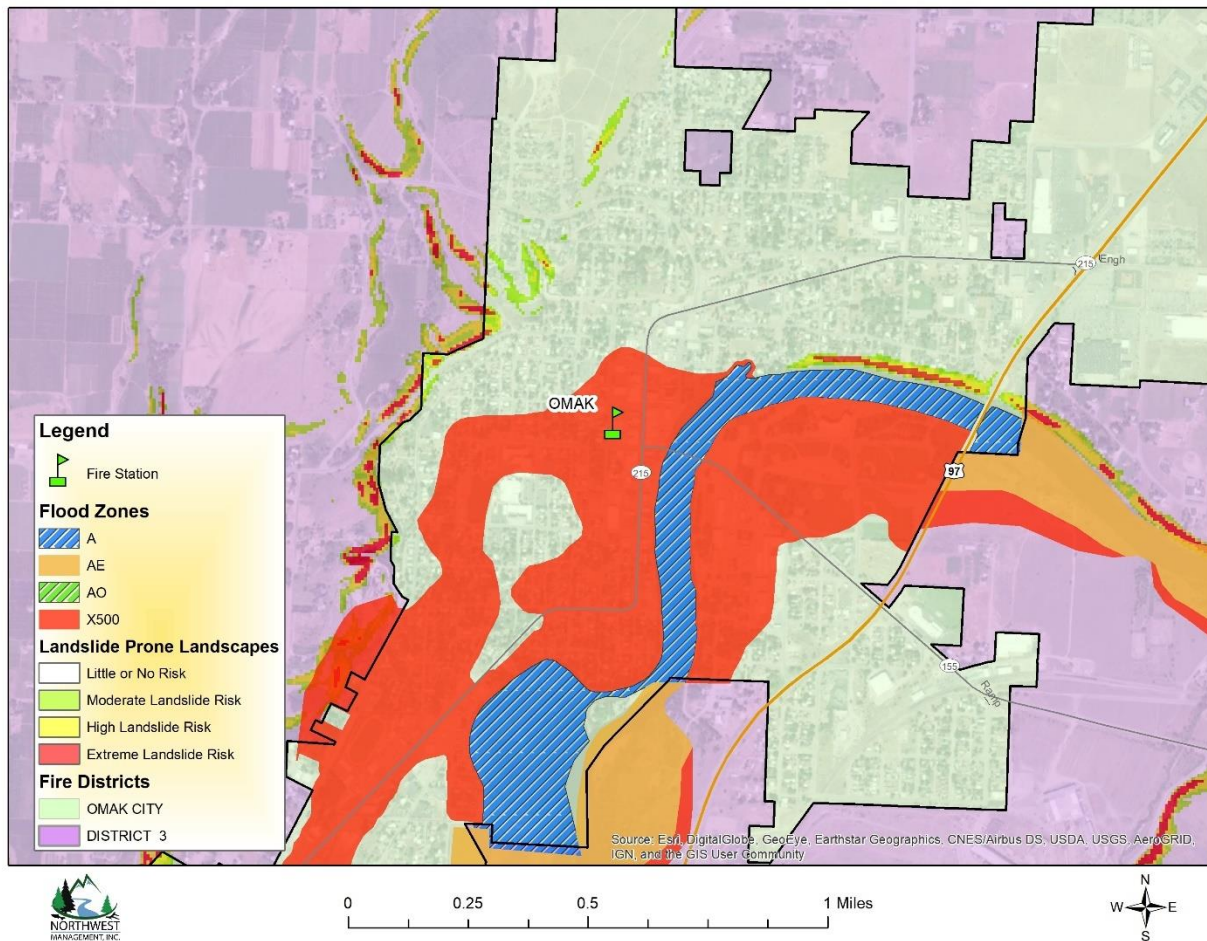 Engh
215
OMAK
215
97
155
Ramp
Legend
Fire Station
Flood Zones
A
AE
AO
X500
Landslide Prone Landscapes
Little or No Risk
Moderate Landslide Risk
High Landslide Risk
Extreme Landslide Risk
Fire Districts
OMAK CITY
DISTRICT 3
Source: Esri, DigitalGlobe, GeoEye, Earthstar Geographics, CNES/Airbus DS, USDA, USGS, AeroGRID,
IGN, and the GIS User Community
NORTHWEST
MANAGEMENT, INC.
0 0.25 0.5 1 Miles
N
W E
S